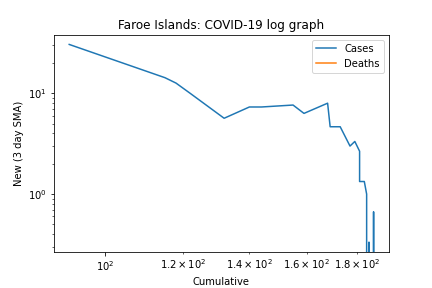 Faroe Islands: COVID-19 log graph
Cases
Deaths
New (3 day SMA)
10¹
10⁰
10² 1.2 × 10² 1.4 × 10² 1.6 × 10² 1.8 × 10²
Cumulative